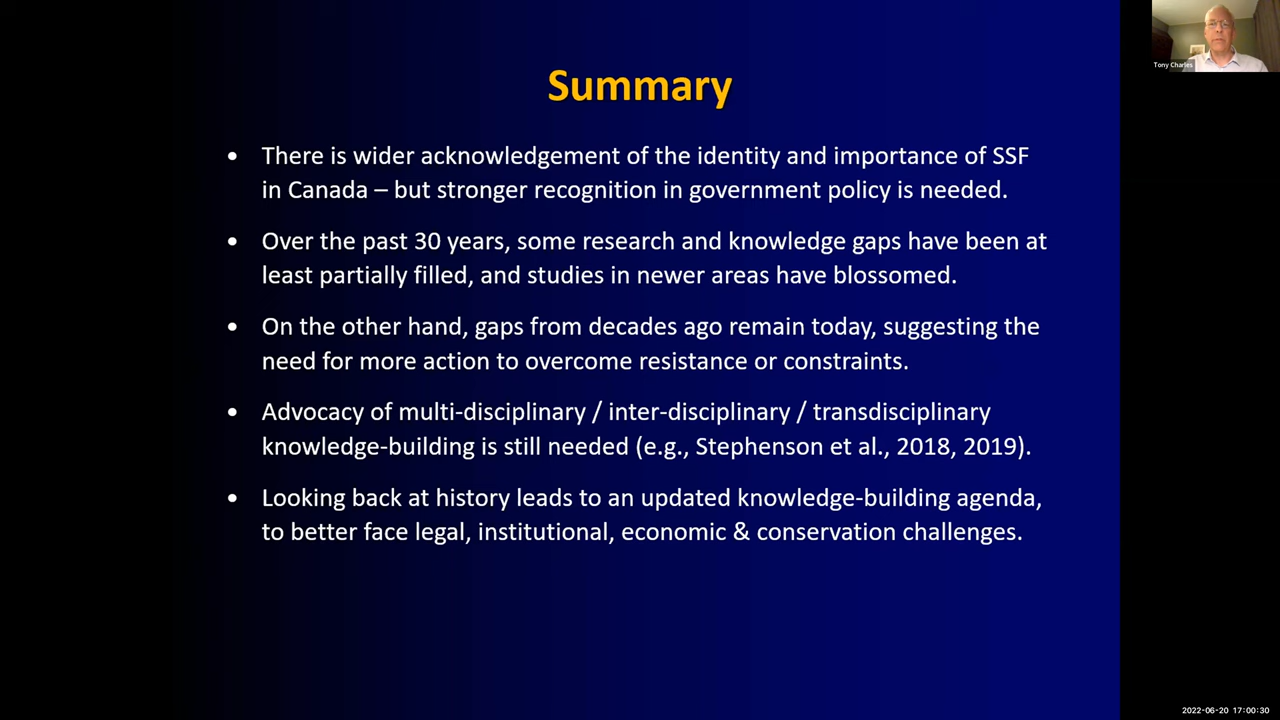 Summary
• There is wider acknowledgement of the identity and importance of SSF
in Canada – but stronger recognition in government policy is needed.
• Over the past 30 years, some research and knowledge gaps have been at
least partially filled, and studies in newer areas have blossomed.
• On the other hand, gaps from decades ago remain today, suggesting the
need for more action to overcome resistance or constraints.
• Advocacy of multi-disciplinary / inter-disciplinary / transdisciplinary
knowledge-building is still needed (e.g., Stephenson et al., 2018, 2019).
• Looking back at history leads to an updated knowledge-building agenda,
to better face legal, institutional, economic & conservation challenges.
Tony Charles
2022-06-20 17:00:30